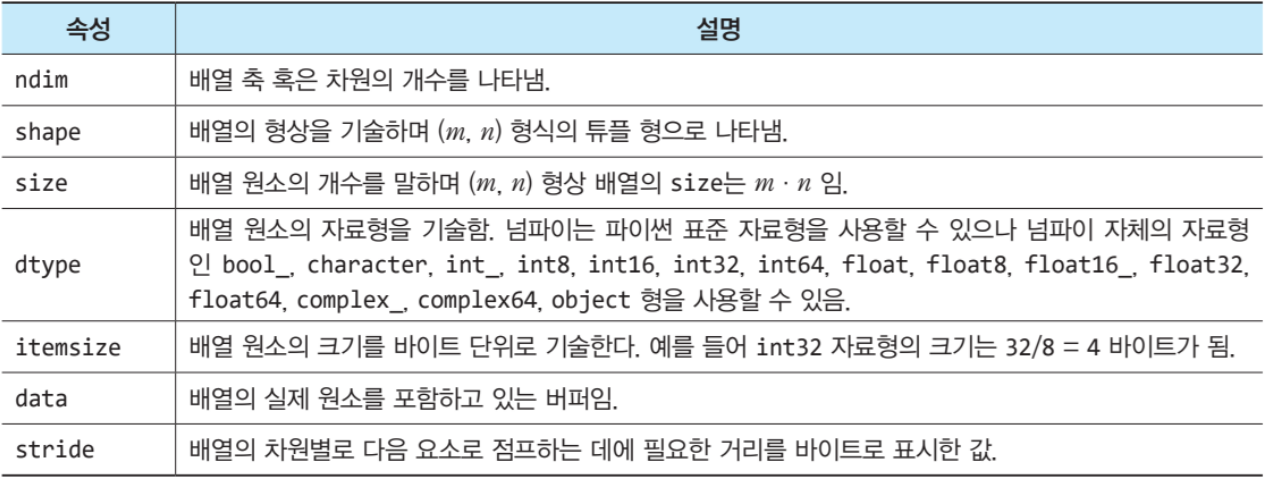 속성 설명
ndim 배열 축 혹은 차원의 개수를 나타냄.
shape 배열의 형상을 기술하며 (m, n) 형식의 튜플 형으로 나타냄.
size 배열 원소의 개수를 말하며 (m, n) 형상 배열의 size는 m · n 임.
배열 원소의 자료형을 기술함. 넘파이는 파이썬 표준 자료형을 사용할 수 있으나 넘파이 자체의 자료형
dtype 인 bool_, character, int_, int8, int16, int32, int64, float, float8, float16_, float32,
float64, complex_, complex64, object 형을 사용할 수 있음.
itemsize 배열 원소의 크기를 바이트 단위로 기술한다. 예를 들어 int32 자료형의 크기는 32/8 = 4 바이트가 됨.
data 배열의 실제 원소를 포함하고 있는 버퍼임.
stride 배열의 차원별로 다음 요소로 점프하는 데에 필요한 거리를 바이트로 표시한 값.